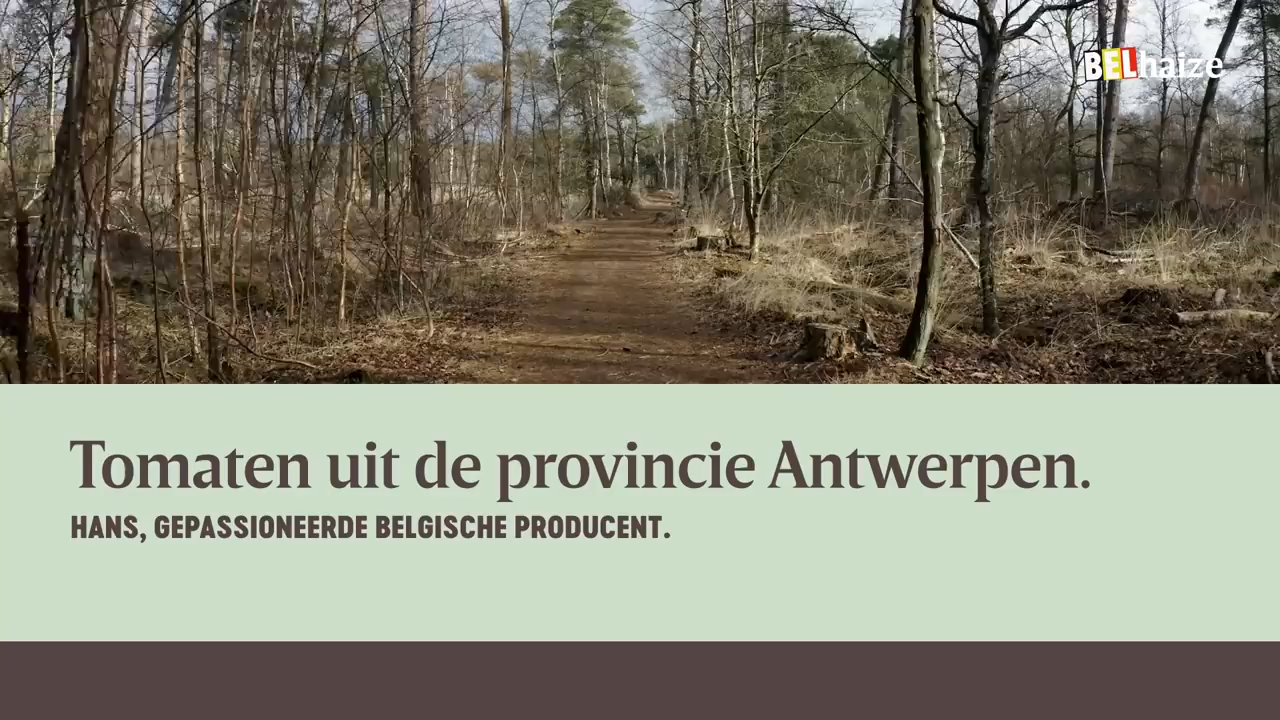 BELhaize
Tomaten uit de provincie Antwerpen.
HANS, GEPASSIONEERDE BELGISCHE PRODUCENT.